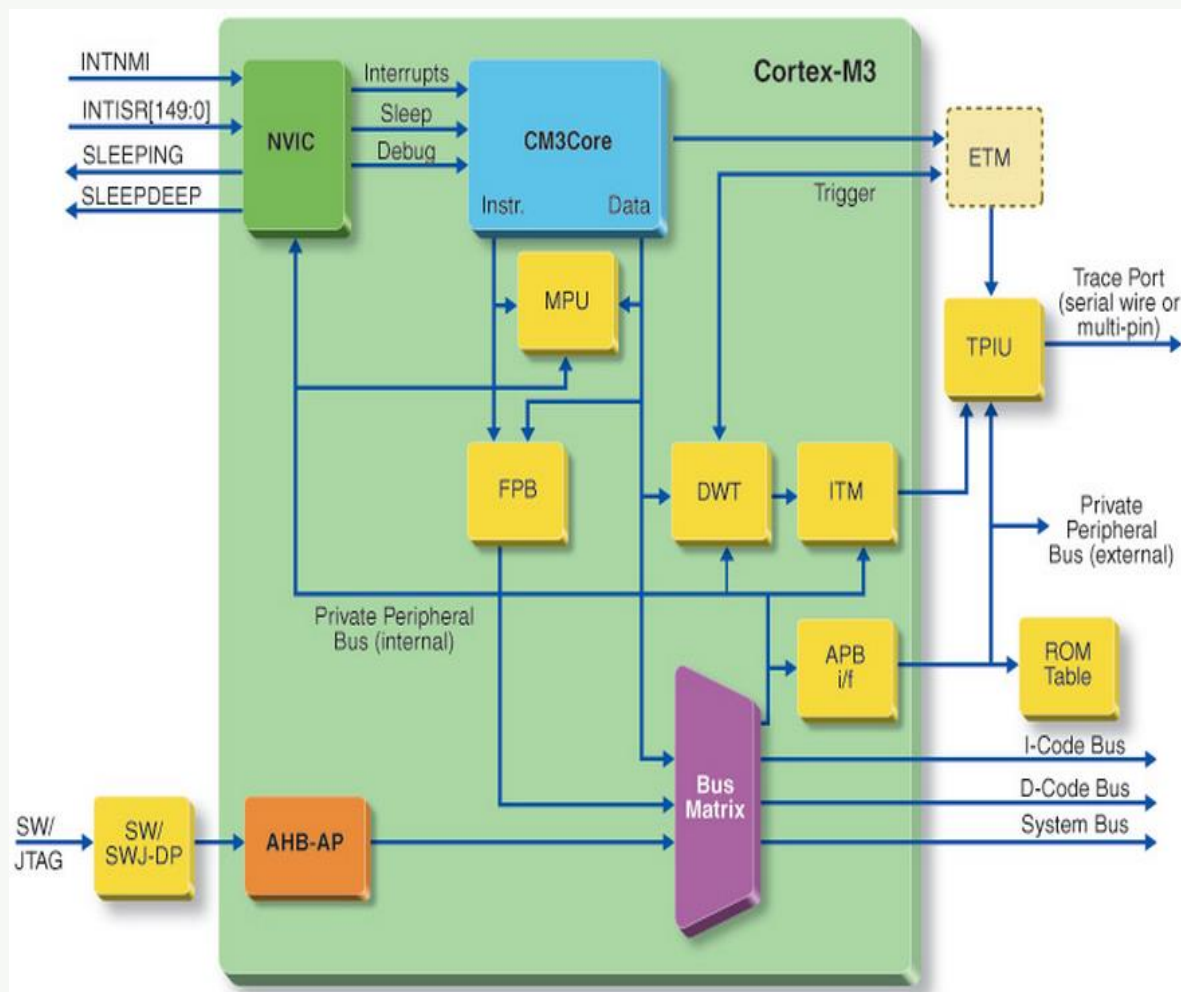 INTNMI
INTISR[149:0]
SLEEPING
SLEEPDEEP
NVIC
Interrupts
Sleep
Debug
CM3Core
Instr.
Data
Cortex-M3
ETM
Trigger
MPU
Trace Port
(serial wire or
multi-pin)
TPIU
FPB
DWT
ITM
Private
Peripheral
Bus (external)
Private Peripheral
Bus (internal)
APB
i/f
ROM
Table
Bus
Matrix
I-Code Bus
D-Code Bus
System Bus
SW/
JTAG
SW/
SWJ-DP
AHB-AP